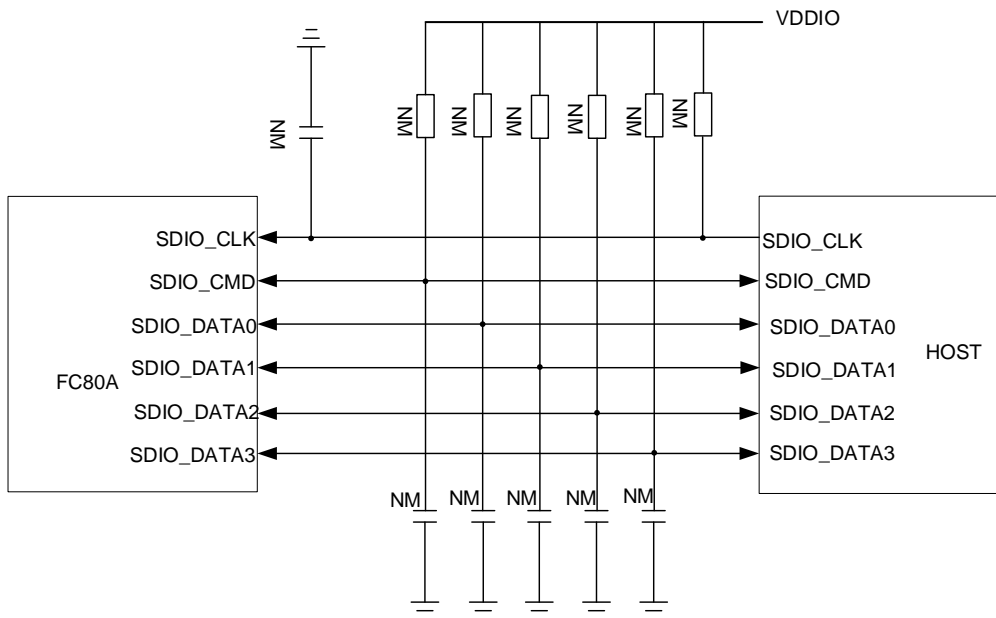 VDDIO
NM
NM
NM
NM
NM
NM
NM
SDIO_CLK
SDIO_CMD
SDIO_DATA0
SDIO_DATA1
SDIO_DATA2
SDIO_DATA3
FC80A
SDIO_CLK
SDIO_CMD
SDIO_DATA0
SDIO_DATA1
SDIO_DATA2
SDIO_DATA3
HOST
NM
NM
NM
NM
NM